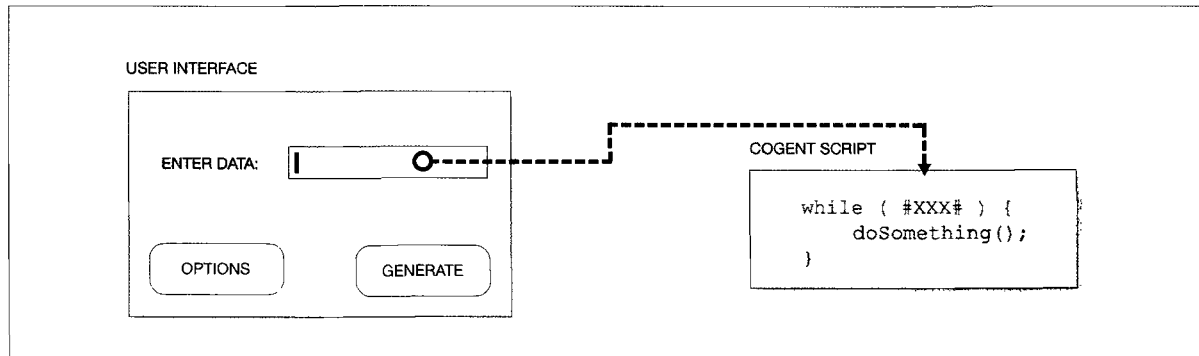 USER INTERFACE
ENTER DATA:
OPTIONS
GENERATE
COGENT SCRIPT
while ( #XXX# ) {
doSomething();
}